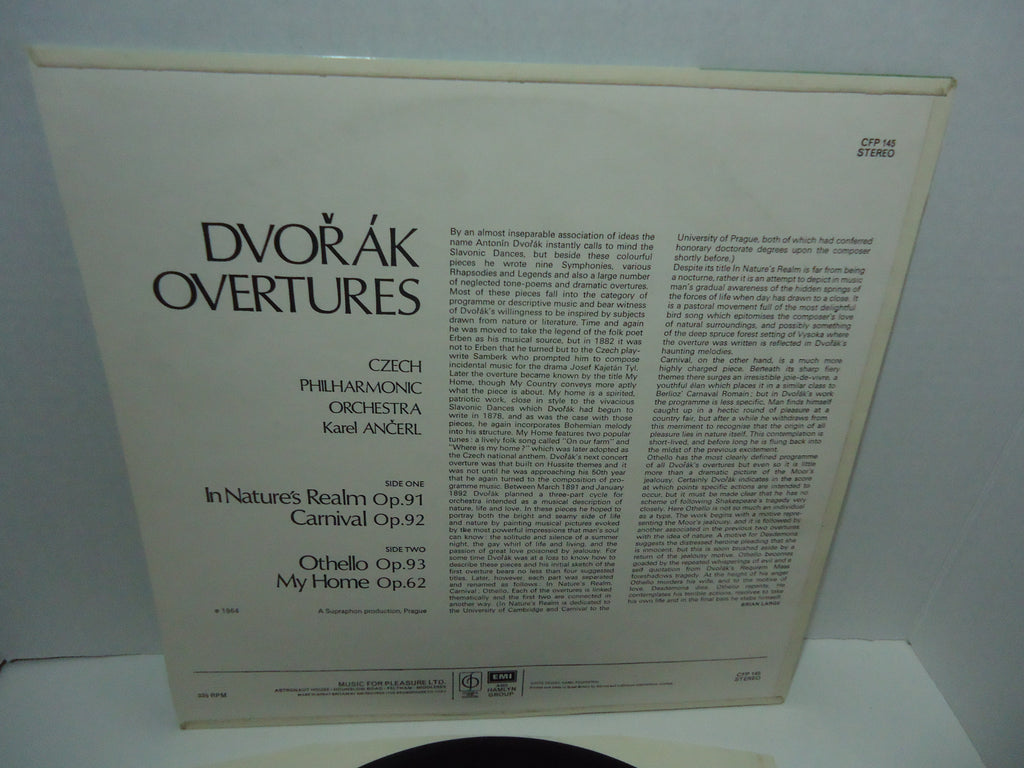 CFP 145
STEREO
DVOŘÁK
OVERTURES
CZECH
PHILHARMONIC
ORCHESTRA
Karel ANČERL
SIDE ONE
In Nature's Realm Op.91
Carnival Op.92
SIDE TWO
Othello Op.93
My Home Op.62
℗ 1964
A Supraphon production, Prague
By an almost inseparable association of ideas the
name Antonín Dvořák instantly calls to mind the
Slavonic Dances, but beside these colourful
pieces he wrote nine Symphonies, various
Rhapsodies and Legends and also a large number
of neglected tone-poems and dramatic overtures.
Most of these pieces fall into the category of
programme or descriptive music and bear witness
of Dvořák's willingness to be inspired by subjects
drawn from nature or literature. Time and again
he was moved to take the legend of the folk poet
Erben as his musical source, but in 1882 it was
not to Erben that he turned but to the Czech play-
write Samberk who prompted him to compose
incidental music for the drama Josef Kajetán Tyl.
Later the overture became known by the title My
Home, though My Country conveys more aptly
what the piece is about. My home is a spirited,
patriotic work, close in style to the vivacious
Slavonic Dances which Dvořák had begun to
write in 1878, and as was the case with those
pieces, he again incorporates Bohemian melody
into his structure. My Home features two popular
tunes: a lively folk song called "On our farm" and
"Where is my home?" which was later adopted as
the Czech national anthem. Dvořák's next concert
overture was that built on Hussite themes and it
was not until he was approaching his 50th year
that he again turned to the composition of pro-
gramme music. Between March 1891 and January
1892 Dvořák planned a three-part cycle for
orchestra intended as a musical description of
nature, life and love. In these pieces he hoped to
portray both the bright and seamy side of life
and nature by painting musical pictures evoked
by the most powerful impressions that man's soul
can know: the solitude and silence of a summer
night, the gay whirl of life and living, and the
passion of great love poisoned by jealousy. For
some time Dvořák was at a loss to know how to
describe these pieces and his initial sketch of the
first overture bears no less than four suggested
titles. Later, however, each part was separated
and renamed as follows: In Nature's Realm,
Carnival, Othello. Each of the overtures is linked
thematically and the first two are connected in
another way. (In Nature's Realm is dedicated to
the University of Cambridge and Carnival to the
University of Prague, both of which had conferred
honorary doctorate degrees upon the composer
shortly before.)
Despite its title In Nature's Realm is far from being
a nocturne, rather it is an attempt to depict in music
man's gradual awareness of the hidden springs of
the forces of life when day has drawn to a close. It
is a pastoral movement full of the most delightful
bird song which epitomises the composer's love
of natural surroundings, and possibly something
of the deep spruce forest setting of Vysoka where
the overture was written is reflected in Dvořák's
haunting melodies.
Carnival, on the other hand, is a much more
highly charged piece. Beneath its sharp fiery
themes there surges an irresistible joie-de-vivre, a
youthful élan which places it in a similar class to
Berlioz' Carnaval Romain; but in Dvořák's work
the programme is less specific. Man finds himself
caught up in a hectic round of pleasure at a
country fair, but after a while he withdraws from
this merriment to recognise that the origin of all
pleasure lies in nature itself. This contemplation is
short-lived, and before long he is flung back into
the midst of the previous excitement.
Othello has the most clearly defined programme
of all Dvořák's overtures but even so it is little
more than a dramatic picture of the Moor's
jealousy. Certainly Dvořák indicates in the score
at which points specific actions are intended to
occur, but it must be made clear that he has no
scheme of following Shakespeare's tragedy very
closely. Here Othello is not so much an individual
as a type. The work begins with a motive repre-
senting the Moor's jealousy, and it is followed by
another associated in the previous two overtures
with the idea of nature. A motive for Desdemona
suggests the distressed heroine pleading that she
is innocent, but this is soon brushed aside by a
return of the jealousy motive. Othello becomes
goaded by the repeated whisperings of evil and a
self quotation from Dvořák's Requiem Mass
foreshadows tragedy. At the height of his anger
Othello murders his wife, and to the motive of
love, Desdemona dies. Othello repents. He
contemplates his terrible actions, resolves to take
his own life and in the final bars he stabs himself.
BRIAN LARGE
33⅓ RPM
MUSIC FOR PLEASURE LTD.
ASTRONAUT HOUSE · HOUNSLOW ROAD · FELTHAM · MIDDLESEX
EMI
AND
HAMLYN
GROUP
CFP 145
STEREO